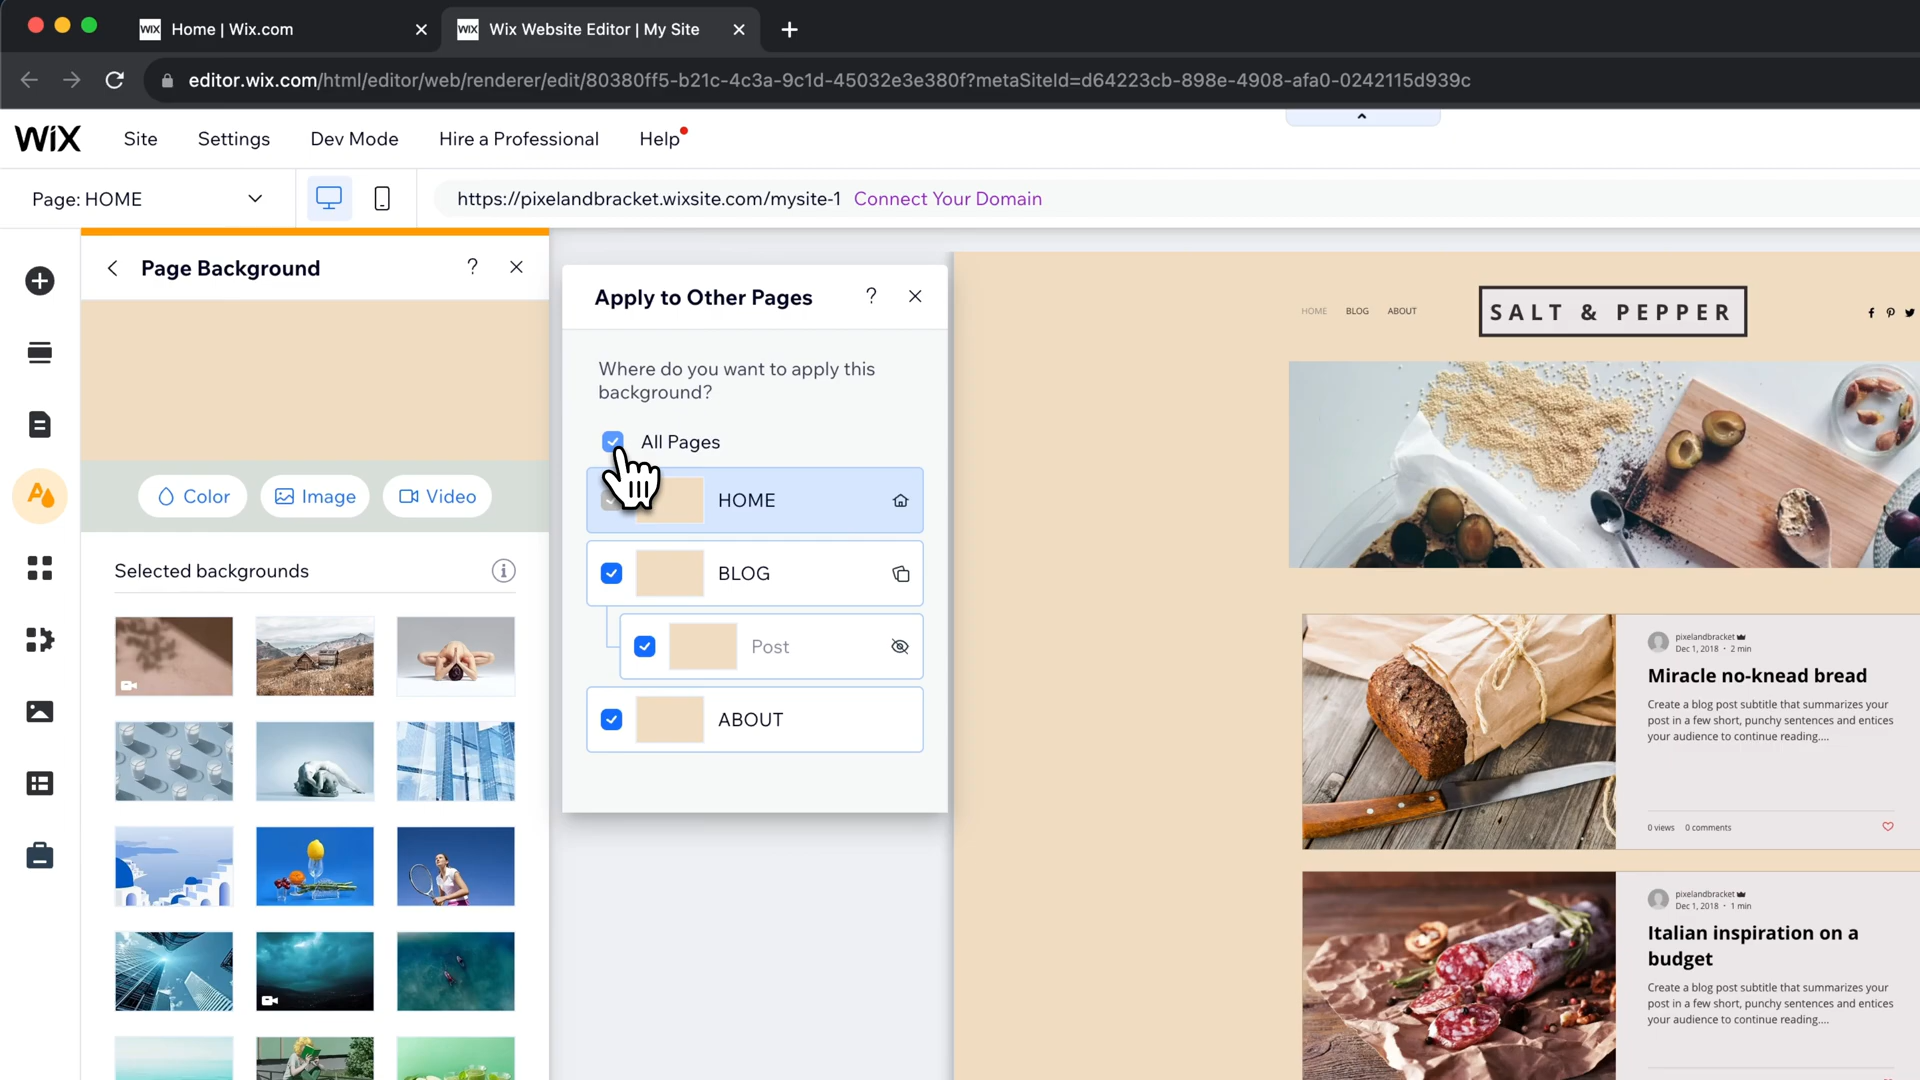 WiX Home | Wix.com
WiX Wix Website Editor | My Site
editor.wix.com/html/editor/web/renderer/edit/80380ff5-b21c-4c3a-9c1d-45032e3e380f?metaSiteId=d64223cb-898e-4908-afa0-0242115d939c
WiX Site Settings Dev Mode Hire a Professional Help
Page: HOME
https://pixelandbracket.wixsite.com/mysite-1 Connect Your Domain
Page Background ?
Color Image Video
Selected backgrounds
Apply to Other Pages ?
Where do you want to apply this
background?
All Pages
HOME
BLOG
Post
ABOUT
HOME BLOG ABOUT
SALT & PEPPER
pixelandbracket
Dec 1, 2018 · 2 min
Miracle no-knead bread
Create a blog post subtitle that summarizes your
post in a few short, punchy sentences and entices
your audience to continue reading....
0 views 0 comments
pixelandbracket
Dec 1, 2018 · 1 min
Italian inspiration on a
budget
Create a blog post subtitle that summarizes your
post in a few short, punchy sentences and entices
your audience to continue reading....